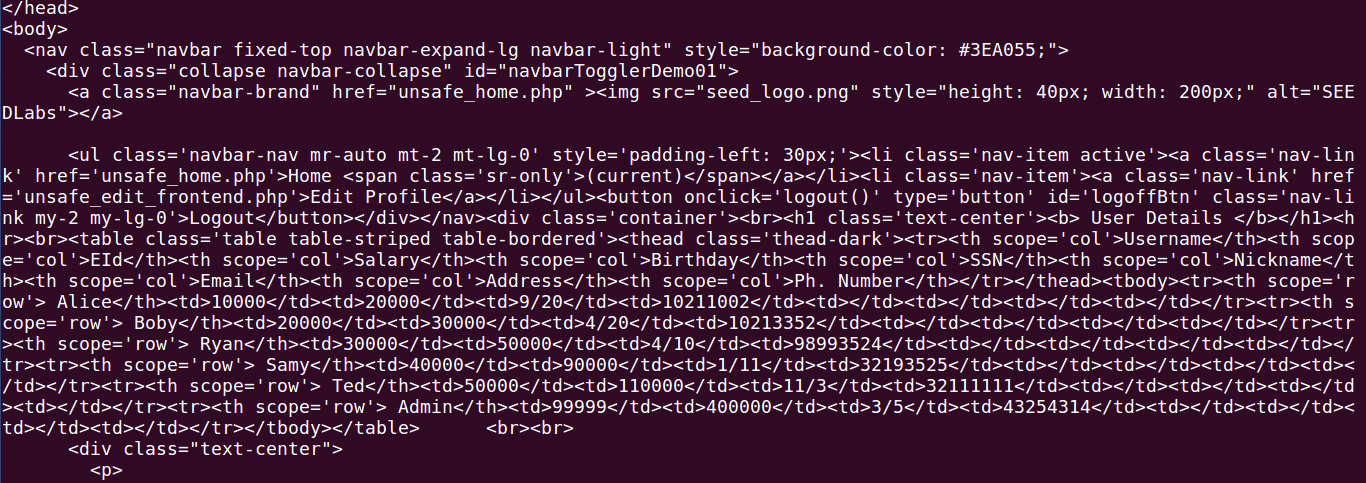 </head>
<body>
  <nav class="navbar fixed-top navbar-expand-lg navbar-light" style="background-color: #3EA055;">
    <div class="collapse navbar-collapse" id="navbarTogglerDemo01">
      <a class="navbar-brand" href="unsafe_home.php" ><img src="seed_logo.png" style="height: 40px; width: 200px;" alt="SEE
DLabs"></a>

      <ul class='navbar-nav mr-auto mt-2 mt-lg-0' style='padding-left: 30px;'><li class='nav-item active'><a class='nav-lin
k' href='unsafe_home.php'>Home <span class='sr-only'>(current)</span></a></li><li class='nav-item'><a class='nav-link' href
='unsafe_edit_frontend.php'>Edit Profile</a></li></ul><button onclick='logout()' type='button' id='logoffBtn' class='nav-li
nk my-2 my-lg-0'>Logout</button></div></nav><div class='container'><br><h1 class='text-center'><b> User Details </b></h1><h
r><br><table class='table table-striped table-bordered'><thead class='thead-dark'><tr><th scope='col'>Username</th><th scop
e='col'>EId</th><th scope='col'>Salary</th><th scope='col'>Birthday</th><th scope='col'>SSN</th><th scope='col'>Nickname</t
h><th scope='col'>Email</th><th scope='col'>Address</th><th scope='col'>Ph. Number</th></tr></thead><tbody><tr><th scope='r
ow'> Alice</th><td>10000</td><td>20000</td><td>9/20</td><td>10211002</td><td></td><td></td><td></td><td></td></tr><tr><th s
cope='row'> Boby</th><td>20000</td><td>30000</td><td>4/20</td><td>10213352</td><td></td><td></td><td></td><td></td></tr><tr
><th scope='row'> Ryan</th><td>30000</td><td>50000</td><td>4/10</td><td>98993524</td><td></td><td></td><td></td><td></td></
tr><tr><th scope='row'> Samy</th><td>40000</td><td>90000</td><td>1/11</td><td>32193525</td><td></td><td></td><td></td><td><
/td></tr><tr><th scope='row'> Ted</th><td>50000</td><td>110000</td><td>11/3</td><td>32111111</td><td></td><td></td><td></td
><td></td></tr><tr><th scope='row'> Admin</th><td>99999</td><td>400000</td><td>3/5</td><td>43254314</td><td></td><td></td><
td></td><td></td></tr></tbody></table>      <br><br>
      <div class="text-center">
        <p>